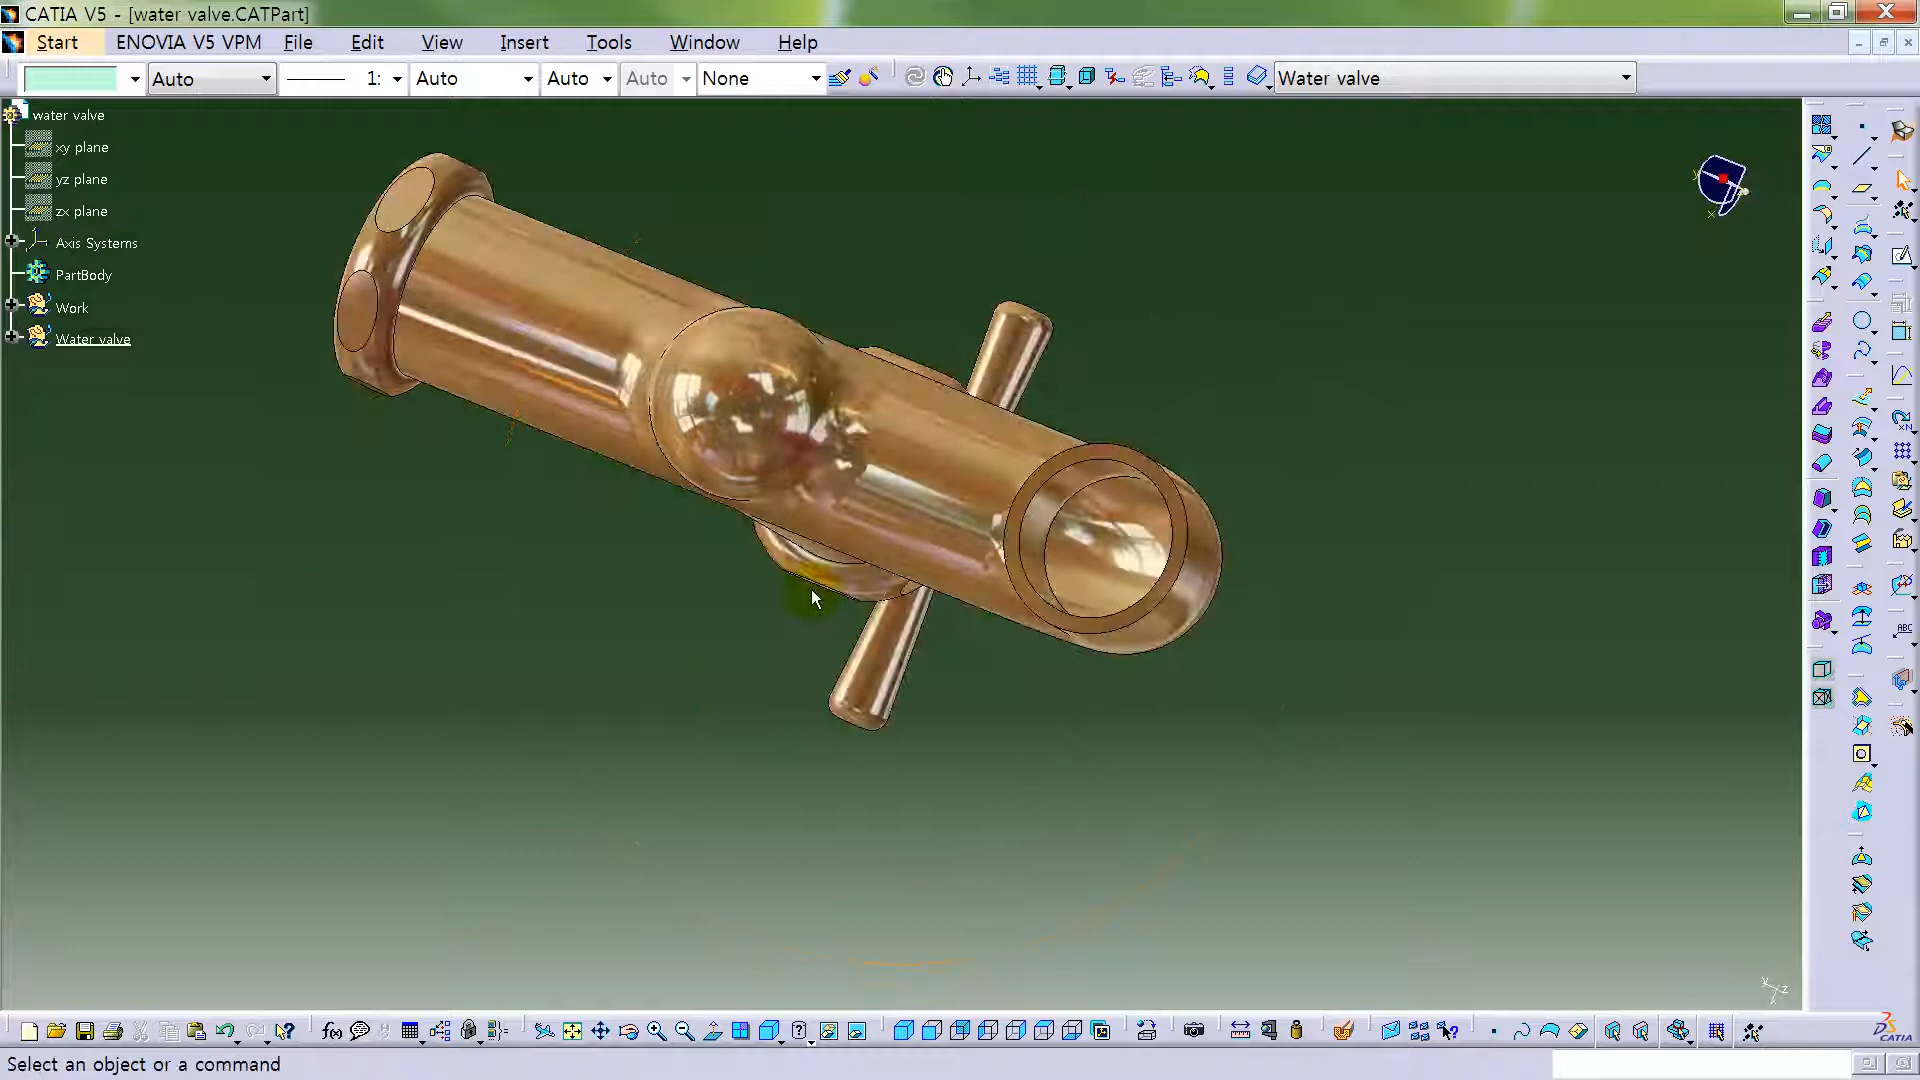 CATIA V5 - [water valve.CATPart]
Start ENOVIA V5 VPM File Edit View Insert Tools Window Help
Auto 1: Auto Auto Auto None Water valve
water valve
xy plane
yz plane
zx plane
Axis Systems
PartBody
Work
Water valve
ABC
f(x)
CATIA
Select an object or a command